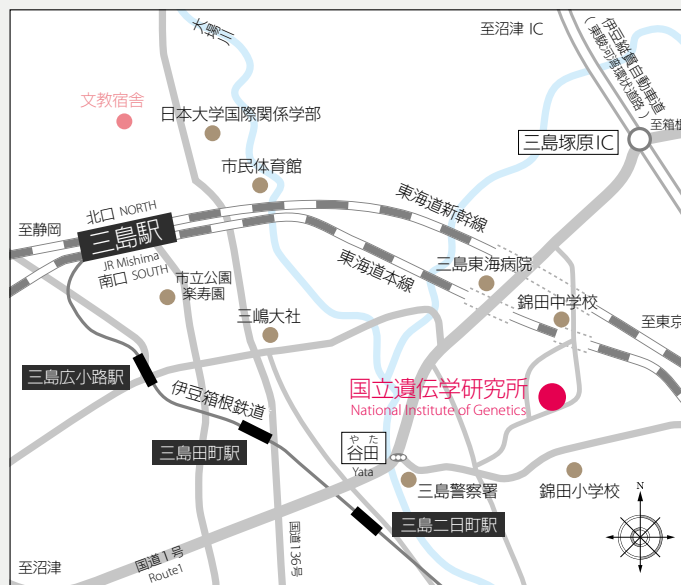 大場川
至沼津 IC
伊豆縦貫自動車道
(東駿河湾環状道路)
至箱根
文教宿舎
日本大学国際関係学部
三島塚原IC
市民体育館
北口 NORTH
東海道新幹線
至静岡
三島駅
JR Mishima
南口 SOUTH
東海道本線
三島東海病院
市立公園
楽寿園
錦田中学校
三嶋大社
至東京
三島広小路駅
国立遺伝学研究所
National Institute of Genetics
伊豆箱根鉄道
三島田町駅
やた
谷田
Yata
三島警察署
錦田小学校
N
三島二日町駅
国道1号
Route1
国道136号
至沼津